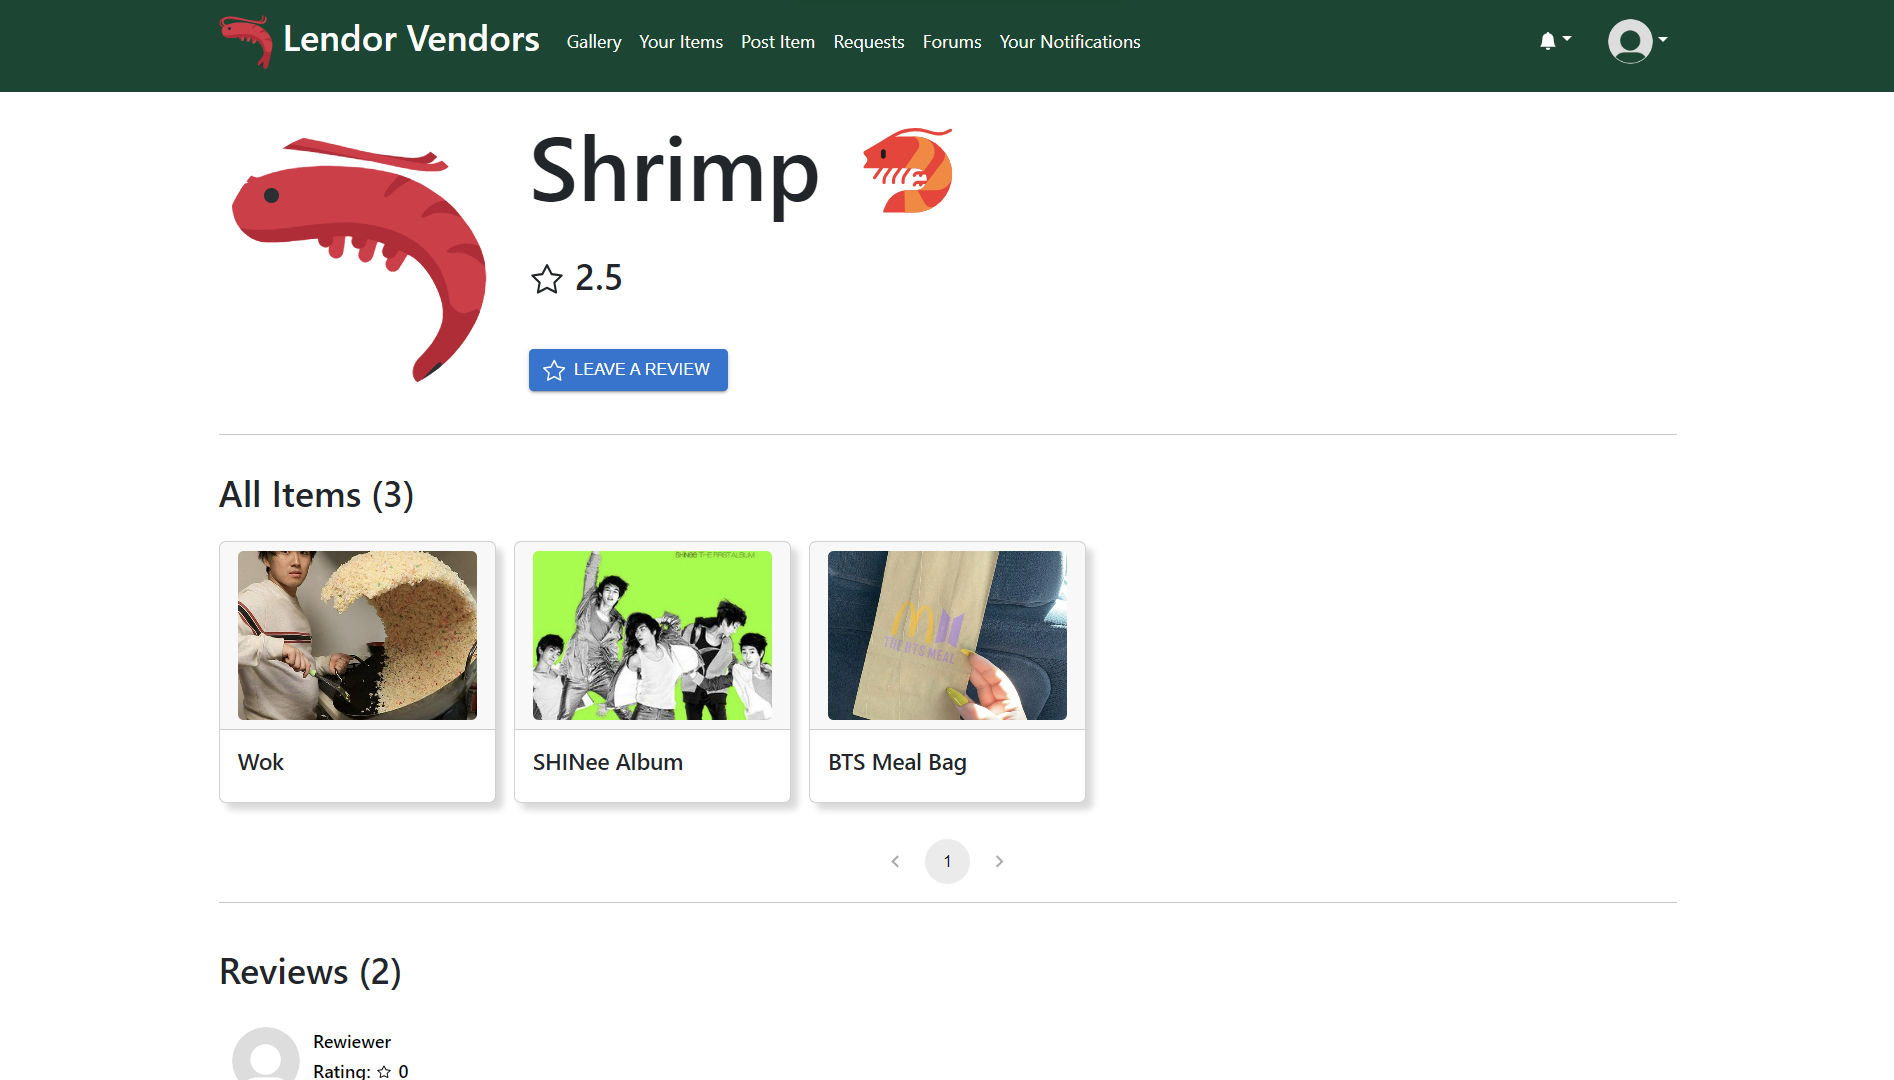 Lendor Vendors
Gallery
Your Items
Post Item
Requests
Forums
Your Notifications
Shrimp
2.5
LEAVE A REVIEW
All Items (3)
SHINee THE FIRST ALBUM
THE BTS MEAL
Wok
SHINee Album
BTS Meal Bag
1
Reviews (2)
Rewiewer
Rating: 0